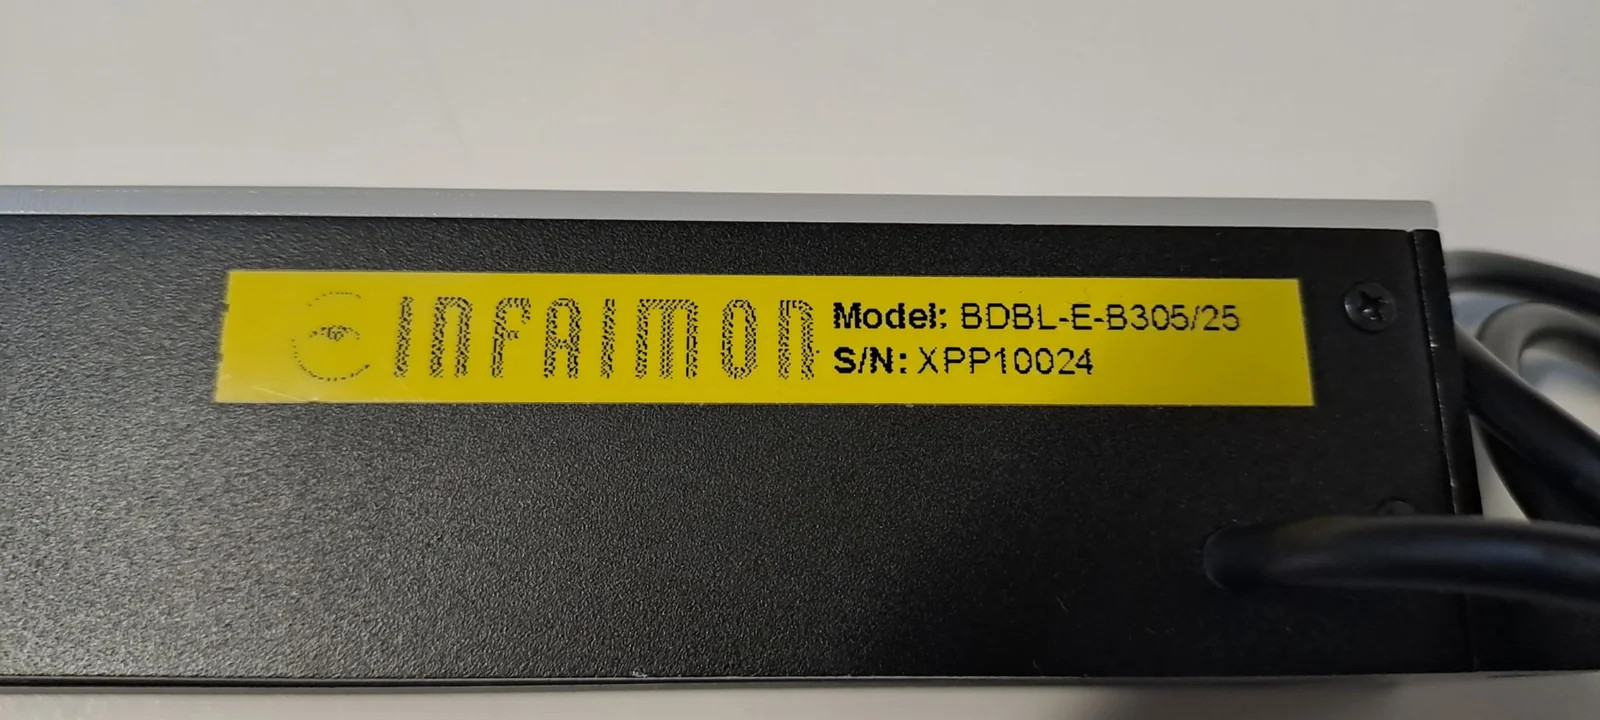 INFAIMON
Model: BDBL-E-B305/25
S/N: XPP10024